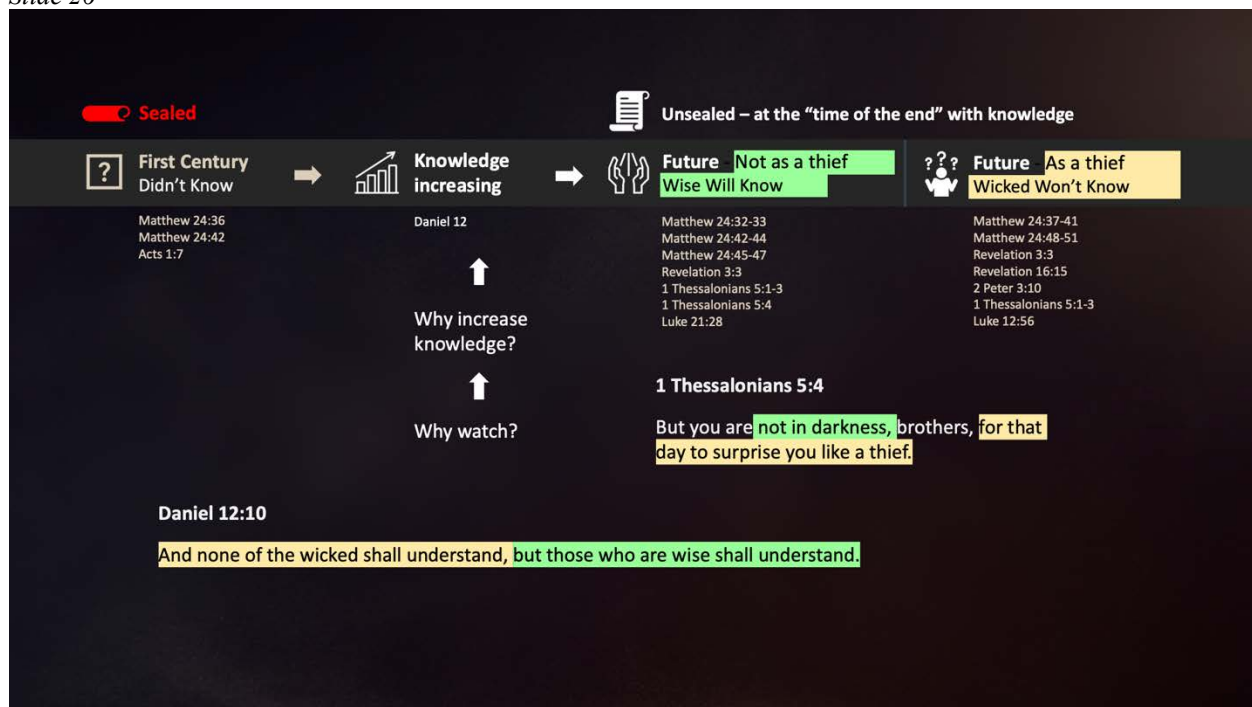 Slide 20
Sealed
Unsealed – at the “time of the end” with knowledge
?
First Century
Didn’t Know
Knowledge
increasing
Future - Not as a thief
Wise Will Know
???
Future - As a thief
Wicked Won’t Know
Matthew 24:36
Matthew 24:42
Acts 1:7
Daniel 12
Matthew 24:32-33
Matthew 24:42-44
Matthew 24:45-47
Revelation 3:3
1 Thessalonians 5:1-3
1 Thessalonians 5:4
Luke 21:28
Matthew 24:37-41
Matthew 24:48-51
Revelation 3:3
Revelation 16:15
2 Peter 3:10
1 Thessalonians 5:1-3
Luke 12:56
Why increase
knowledge?
Why watch?
1 Thessalonians 5:4
But you are not in darkness, brothers, for that
day to surprise you like a thief.
Daniel 12:10
And none of the wicked shall understand, but those who are wise shall understand.